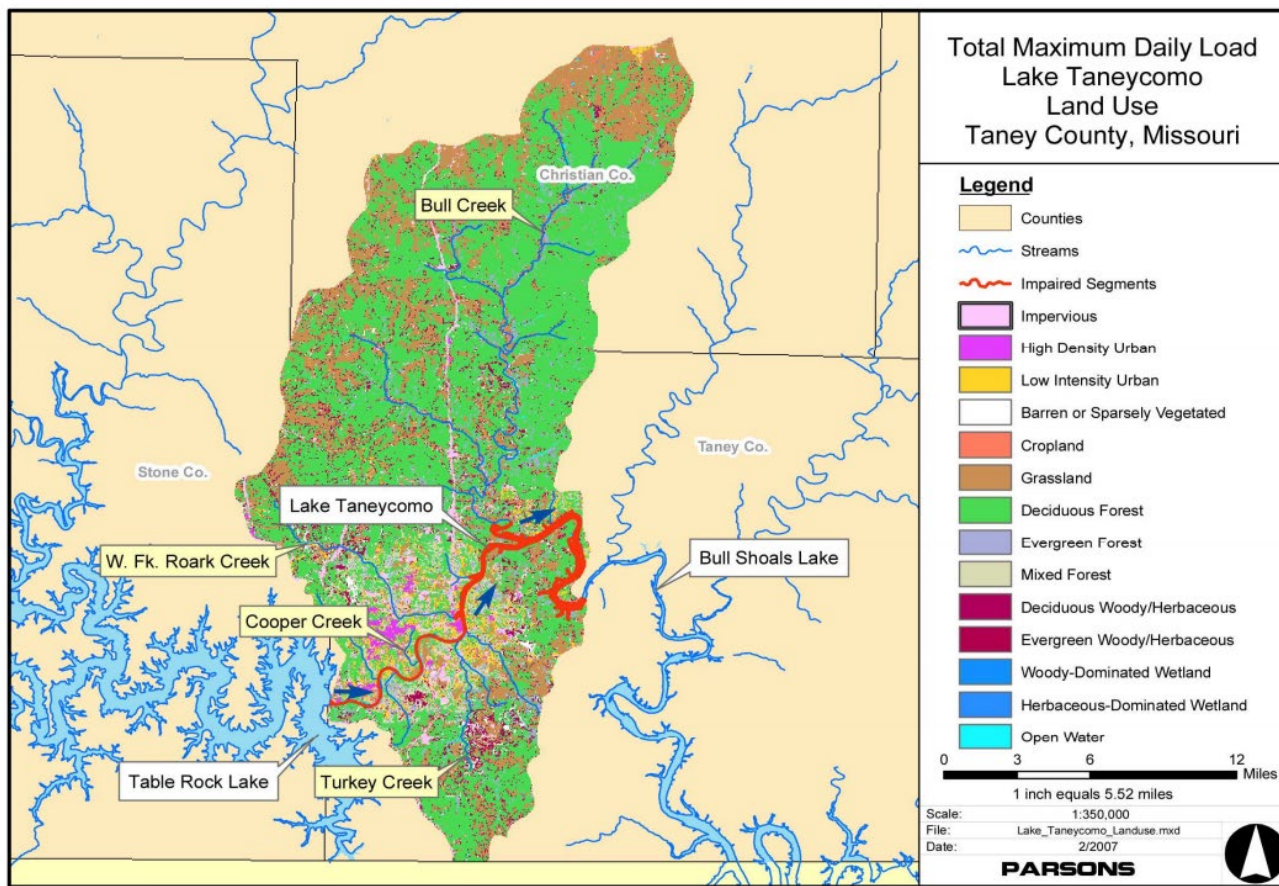 Total Maximum Daily Load
Lake Taneycomo
Land Use
Taney County, Missouri
Legend
Counties
Streams
Impaired Segments
Impervious
High Density Urban
Low Intensity Urban
Barren or Sparsely Vegetated
Cropland
Grassland
Deciduous Forest
Evergreen Forest
Mixed Forest
Deciduous Woody/Herbaceous
Evergreen Woody/Herbaceous
Woody-Dominated Wetland
Herbaceous-Dominated Wetland
Open Water
0 3 6 12
Miles
1 inch equals 5.52 miles
Scale: 1:350,000
File: Lake_Taneycomo_Landuse.mxd
Date: 2/2007
PARSONS
Christian Co.
Bull Creek
Taney Co.
Stone Co.
Lake Taneycomo
W. Fk. Roark Creek
Bull Shoals Lake
Cooper Creek
Table Rock Lake
Turkey Creek